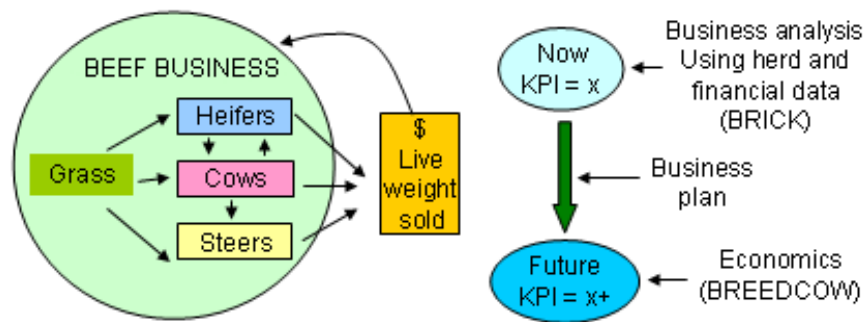 BEEF BUSINESS
Heifers
Grass
Cows
Steers
$
Live
weight
sold
Now
KPI = x
Business analysis
Using herd and
financial data
(BRICK)
Business
plan
Future
KPI = x+
Economics
(BREEDCOW)